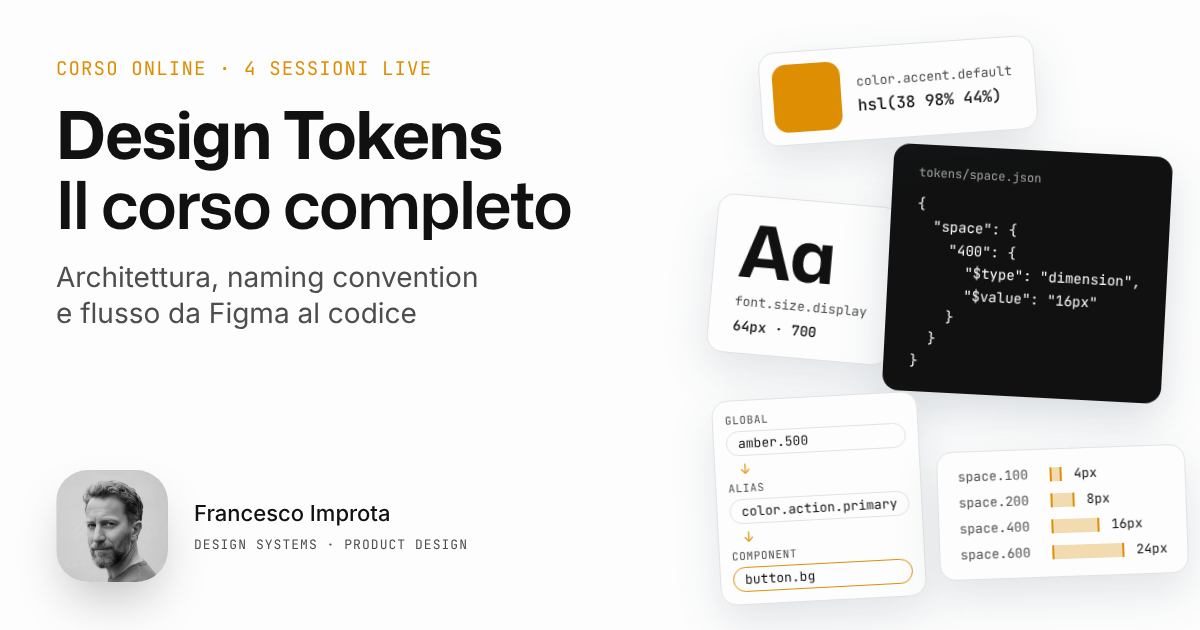 CORSO ONLINE · 4 SESSIONI LIVE
Design Tokens
Il corso completo
Architettura, naming convention
e flusso da Figma al codice
Francesco Improta
DESIGN SYSTEMS · PRODUCT DESIGN
color.accent.default
hsl(38 98% 44%)
Aa
font.size.display
64px · 700
tokens/space.json
{
"space": {
"400": {
"$type": "dimension",
"$value": "16px"
}
}
}
GLOBAL
amber.500
↓
ALIAS
color.action.primary
↓
COMPONENT
button.bg
space.100 4px
space.200 8px
space.400 16px
space.600 24px